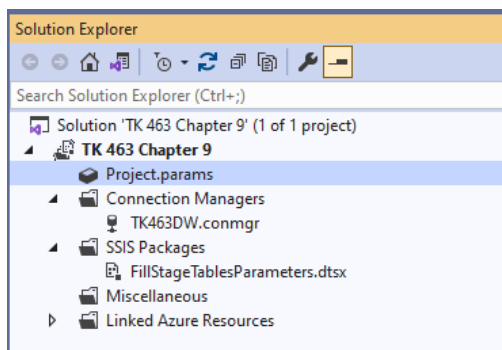 Solution Explorer
Search Solution Explorer (Ctrl+;)
Solution 'TK 463 Chapter 9' (1 of 1 project)
TK 463 Chapter 9
Project.params
Connection Managers
TK463DW.conmgr
SSIS Packages
FillStageTablesParameters.dtsx
Miscellaneous
Linked Azure Resources